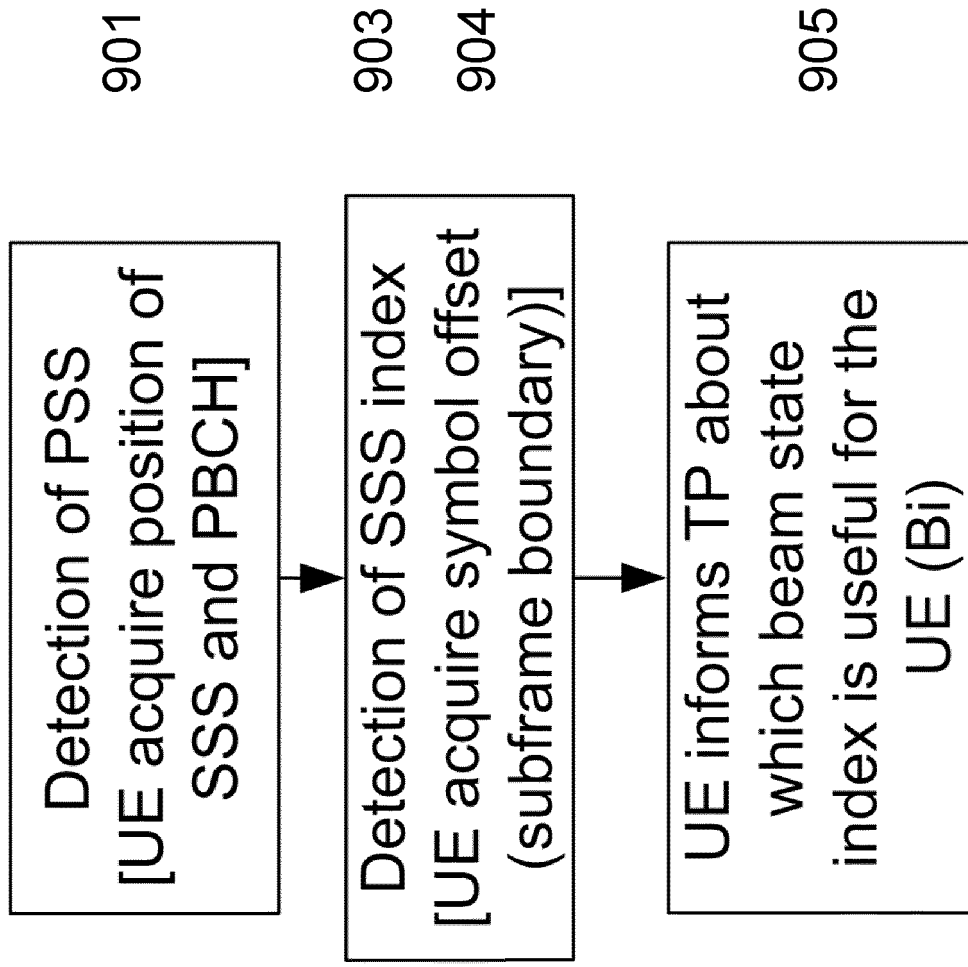 Detection of PSS
[UE acquire position of
SSS and PBCH]
901
Detection of SSS index
[UE acquire symbol offset
(subframe boundary)]
903
904
UE informs TP about
which beam state
index is useful for the
UE (Bi)
905